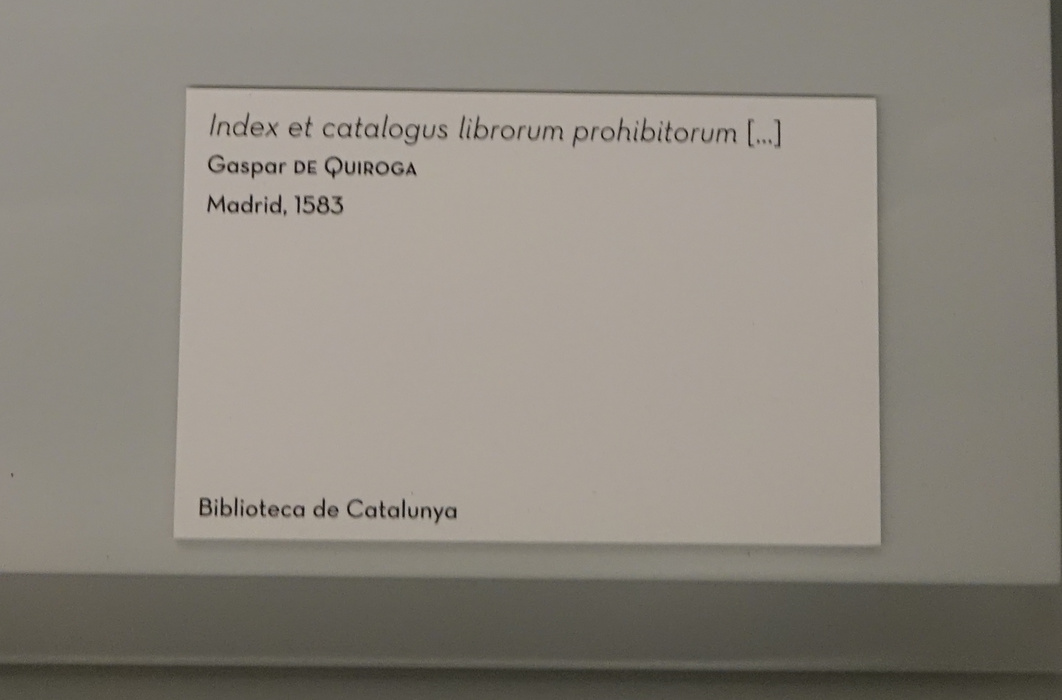 Index et catalogus librorum prohibitorum [...]
Gaspar DE QUIROGA
Madrid, 1583
Biblioteca de Catalunya